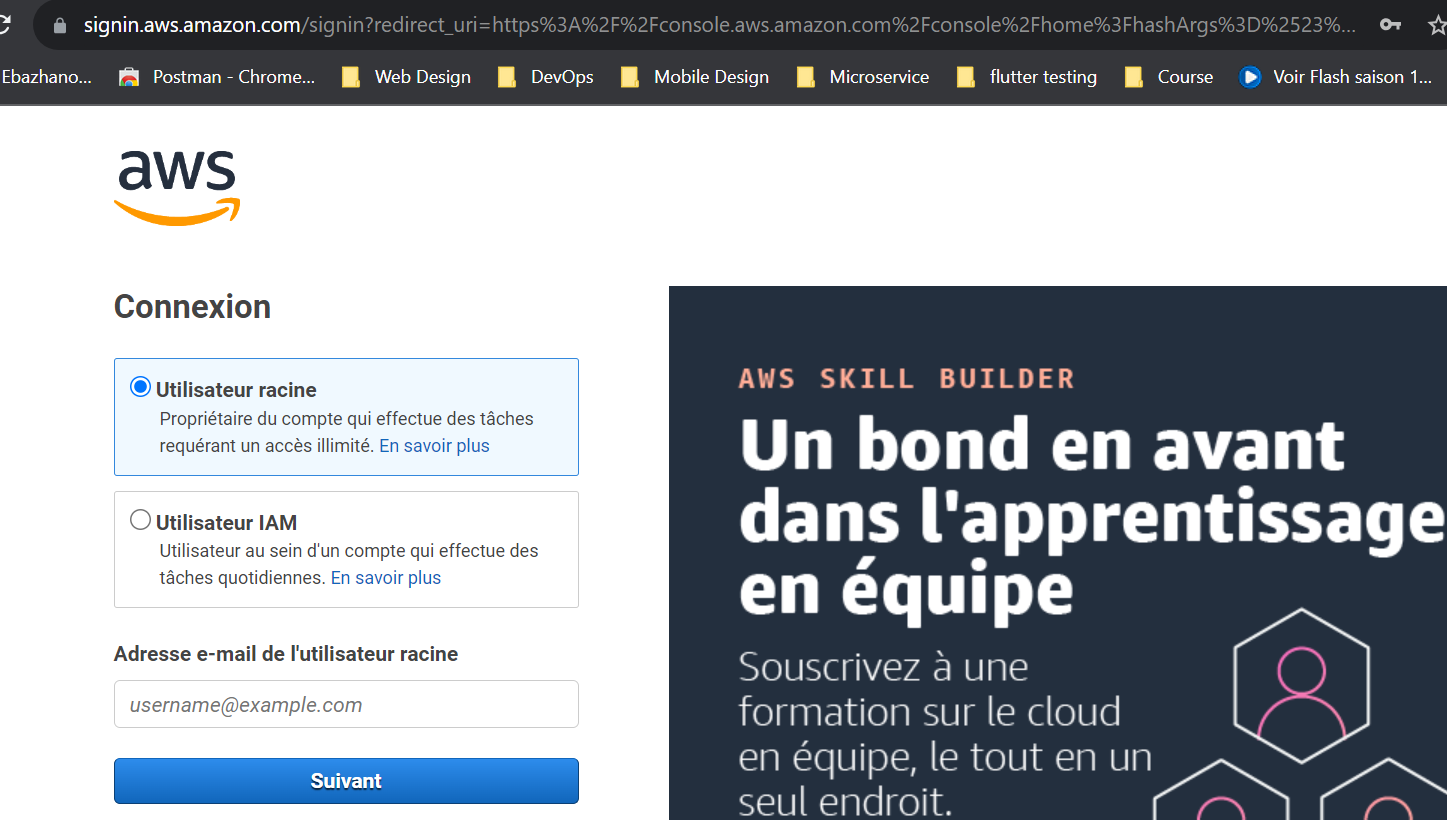 signin.aws.amazon.com/signin?redirect_uri=https%3A%2F%2Fconsole.aws.amazon.com%2Fconsole%2Fhome%3FhashArgs%3D%2523%...
Ebazhano... Postman - Chrome... Web Design DevOps Mobile Design Microservice flutter testing Course Voir Flash saison 1...
aws
Connexion
Utilisateur racine
Propriétaire du compte qui effectue des tâches
requérant un accès illimité. En savoir plus
Utilisateur IAM
Utilisateur au sein d'un compte qui effectue des
tâches quotidiennes. En savoir plus
Adresse e-mail de l'utilisateur racine
username@example.com
Suivant
AWS SKILL BUILDER
Un bond en avant
dans l'apprentissage
en équipe
Souscrivez à une
formation sur le cloud
en équipe, le tout en un
seul endroit.